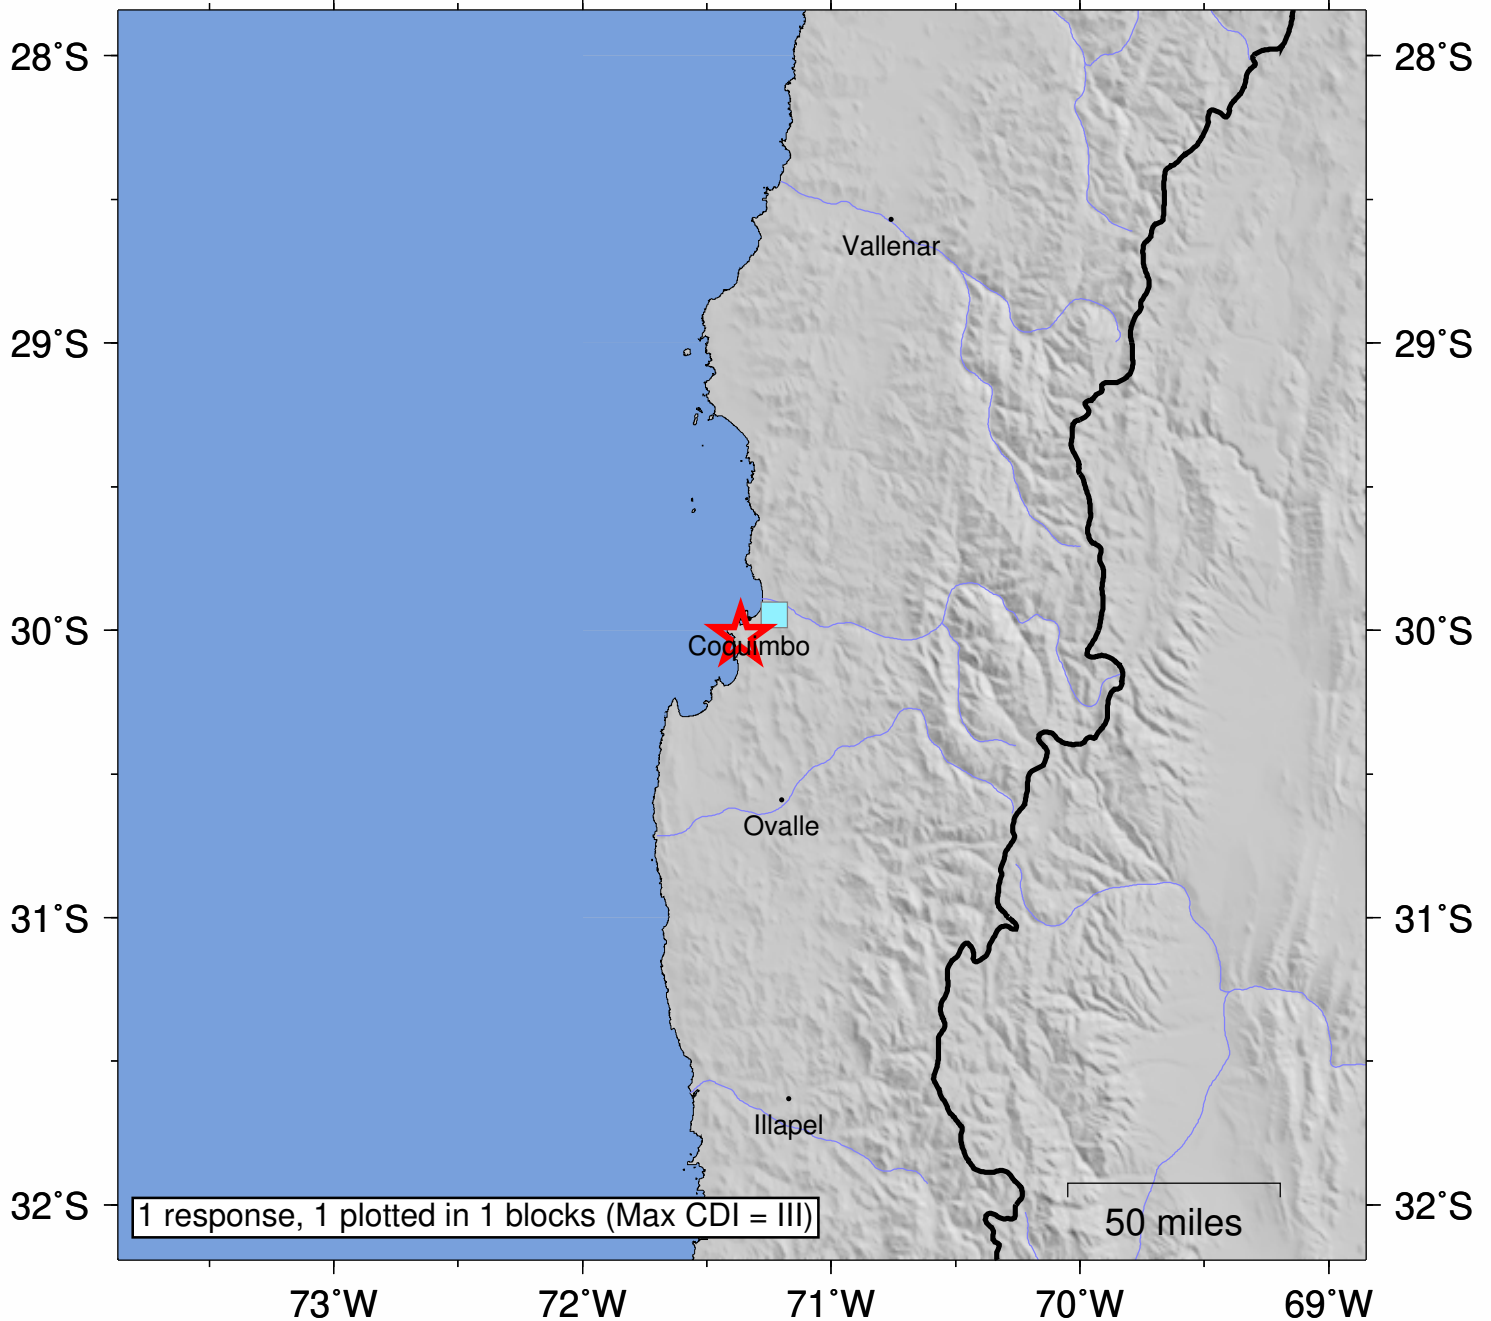 28°S 28°S
Vallenar
29°S 29°S
30°S 30°S
Coquimbo
Ovalle
31°S 31°S
Illapel
32°S 32°S
1 response, 1 plotted in 1 blocks (Max CDI = III)
50 miles
73°W 72°W 71°W 70°W 69°W